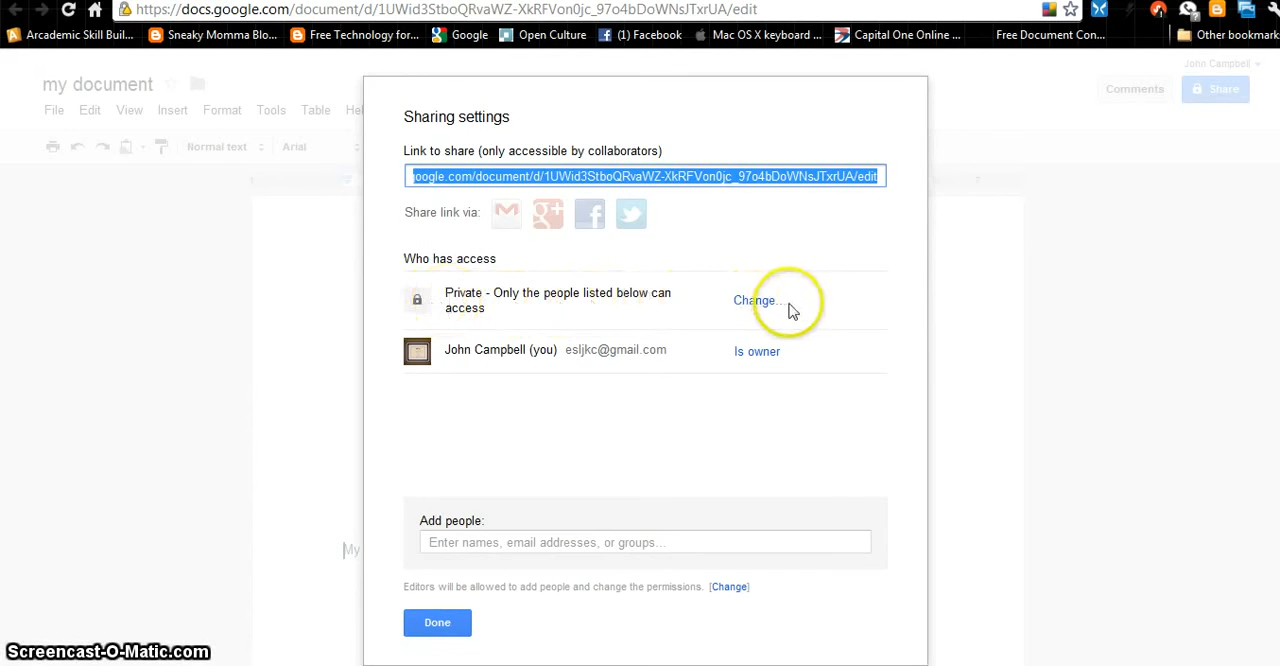 https://docs.google.com/document/d/1UWid3StboQRvaWZ-XkRFVon0jc_97o4bDoWNsJTxrUA/edit
Arcademic Skill Buil... Sneaky Momma Blo... Free Technology for... Google Open Culture (1) Facebook Mac OS X keyboard ... Capital One Online ... Free Document Con... Other bookmark
John Campbell
my document
Comments Share
File Edit View Insert Format Tools Table Hel
Normal text Arial
Sharing settings
Link to share (only accessible by collaborators)
google.com/document/d/1UWid3StboQRvaWZ-XkRFVon0jc_97o4bDoWNsJTxrUA/edit
Share link via:
Who has access
Private - Only the people listed below can
access
Change...
John Campbell (you) esljkc@gmail.com Is owner
Add people:
Enter names, email addresses, or groups...
My
Editors will be allowed to add people and change the permissions. [Change]
Done
Screencast-O-Matic.com